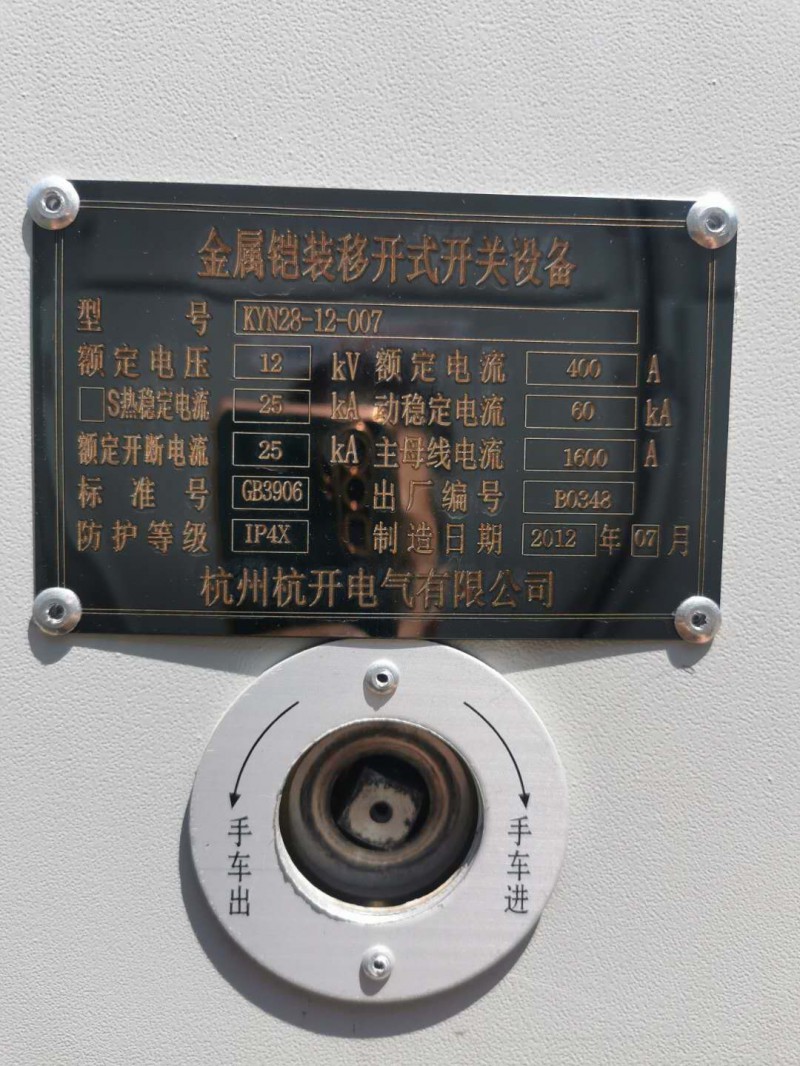 金属铠装移开式开关设备
型号 KYN28-12-007
额定电压 12 kV 额定电流 400 A
S热稳定电流 25 kA 动稳定电流 60 kA
额定开断电流 25 kA 主母线电流 1600 A
标准号 GB3906 出厂编号 B0348
防护等级 IP4X 制造日期 2012 年 07 月
杭州杭开电气有限公司
手车出
手车进